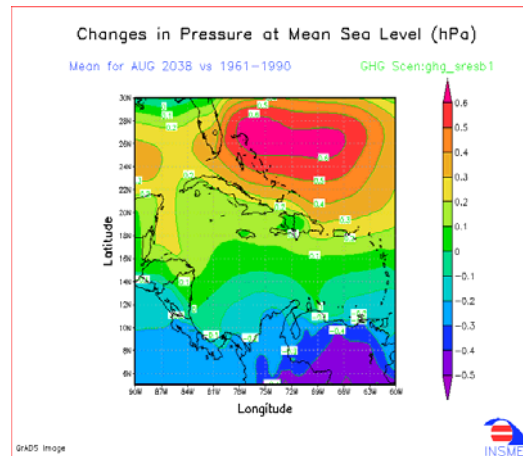 Changes in Pressure at Mean Sea Level (hPa)
Mean for AUG 2038 vs 1961-1990
GHG Scen:ghg_sresb1
30N
28N
26N
24N
22N
20N
18N
16N
14N
12N
10N
8N
6N
Latitude
90W
87W
84W
81W
78W
75W
72W
69W
66W
63W
60W
Longitude
0.6
0.5
0.4
0.3
0.2
0.1
0
-0.1
-0.2
-0.3
-0.4
-0.5
GrADS Image
INSME